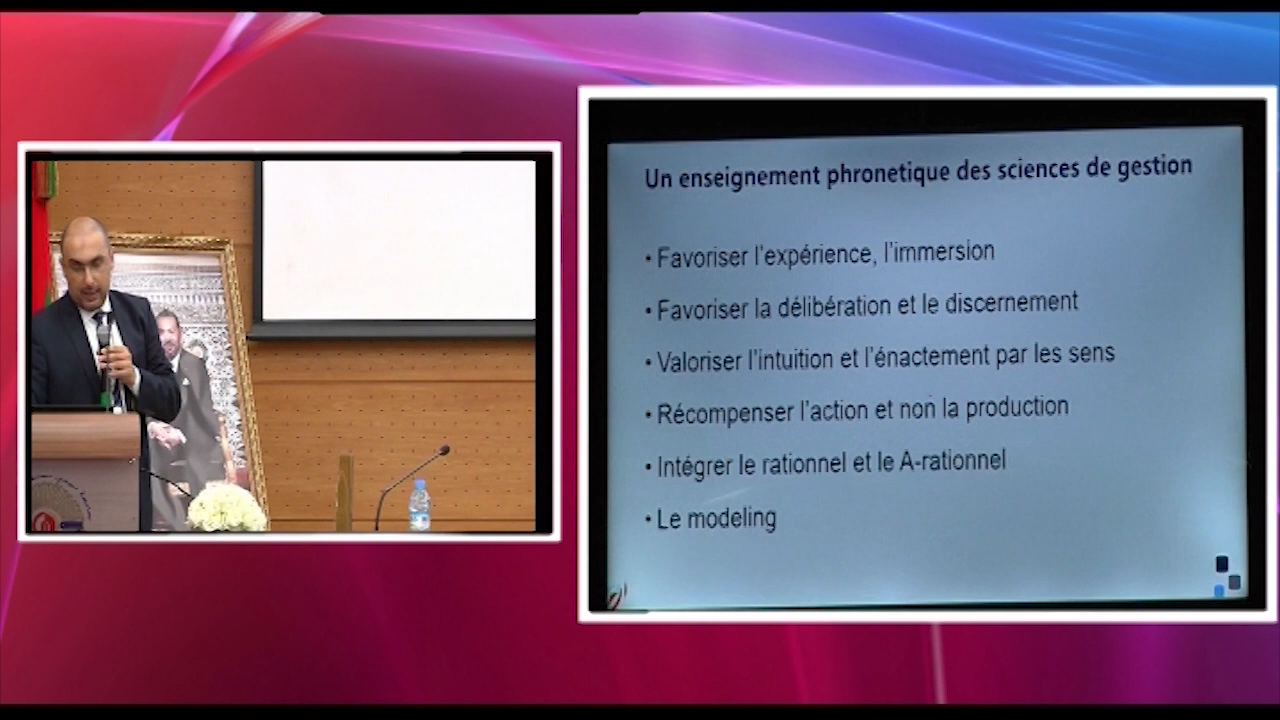 Un enseignement phronetique des sciences de gestion
• Favoriser l'expérience, l'immersion
• Favoriser la délibération et le discernement
• Valoriser l'intuition et l'énactement par les sens
• Récompenser l'action et non la production
• Intégrer le rationnel et le A-rationnel
• Le modeling